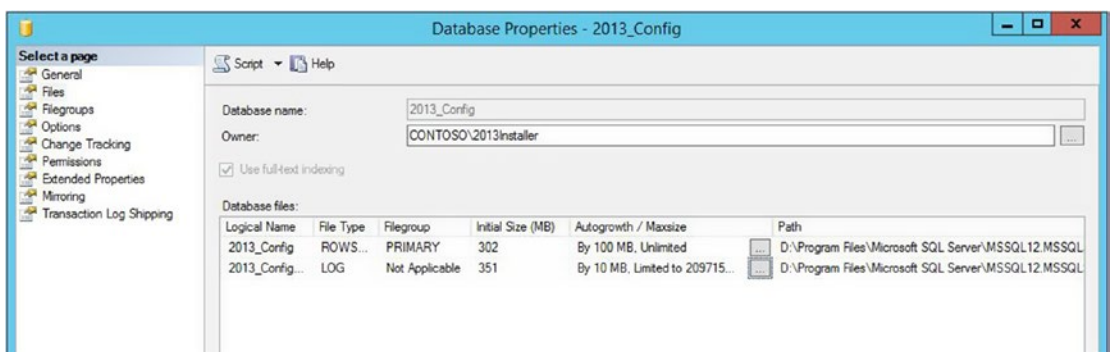 Database Properties - 2013_Config
Select a page
General
Files
Filegroups
Options
Change Tracking
Permissions
Extended Properties
Mirroring
Transaction Log Shipping
Script Help
Database name: 2013_Config
Owner: CONTOSO\2013Installer ...
Use full-text indexing
Database files:
Logical Name File Type Filegroup Initial Size (MB) Autogrowth / Maxsize Path
2013_Config ROWS... PRIMARY 302 By 100 MB, Unlimited ... D:\Program Files\Microsoft SQL Server\MSSQL12.MSSQL
2013_Config... LOG Not Applicable 351 By 10 MB, Limited to 209715... ... D:\Program Files\Microsoft SQL Server\MSSQL12.MSSQL